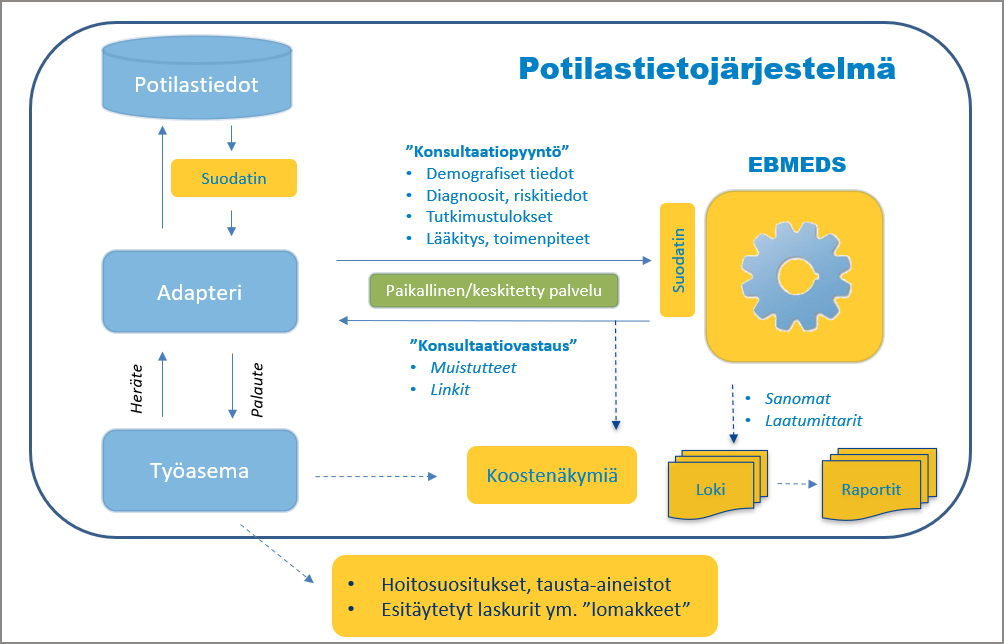 Potilastietojärjestelmä
Potilastiedot
Suodatin
Adapteri
Heräte
Palaute
Työasema
”Konsultaatiopyyntö”
• Demografiset tiedot
• Diagnoosit, riskitiedot
• Tutkimustulokset
• Lääkitys, toimenpiteet
Paikallinen/keskitetty palvelu
”Konsultaatiovastaus”
• Muistutteet
• Linkit
Suodatin
EBMEDS
• Sanomat
• Laatumittarit
Koostenäkymiä
Loki
Raportit
• Hoitosuositukset, tausta-aineistot
• Esitäytetyt laskurit ym. ”lomakkeet”